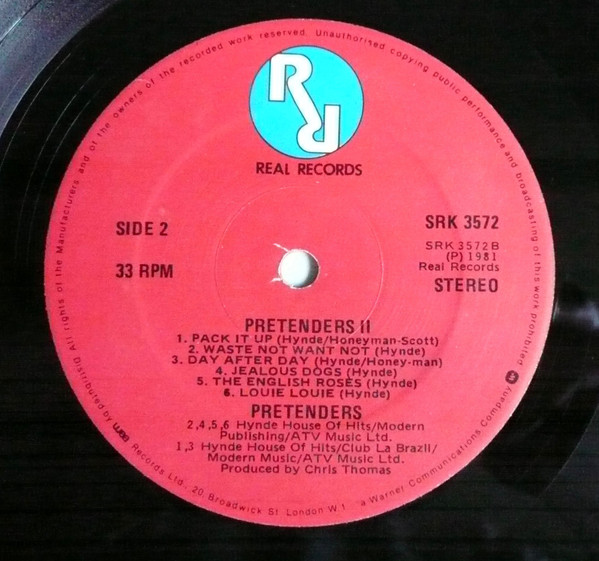 RR
REAL RECORDS
SIDE 2
33 RPM
SRK 3572
SRK 3572B
(P) 1981
Real Records
STEREO
PRETENDERS II
1. PACK IT UP (Hynde/Honeyman-Scott)
2. WASTE NOT WANT NOT (Hynde)
3. DAY AFTER DAY (Hynde/Honey-man)
4. JEALOUS DOGS (Hynde)
5. THE ENGLISH ROSÈS (Hynde)
6. LOUIE LOUIE (Hynde)
PRETENDERS
2,4,5,6 Hynde House Of Hits/Modern
Publishing/ATV Music Ltd.
1,3 Hynde House Of Hits/Club La Brazil/
Modern Music/ATV Music Ltd.
Produced by Chris Thomas
All rights of the Manufacturers and of the owners of the recorded work reserved. Unauthorised copying public performance and broadcasting of this work prohibited.
Distributed by wea Records Ltd., 20 Broadwick St. London W.1. a Warner Communications Company